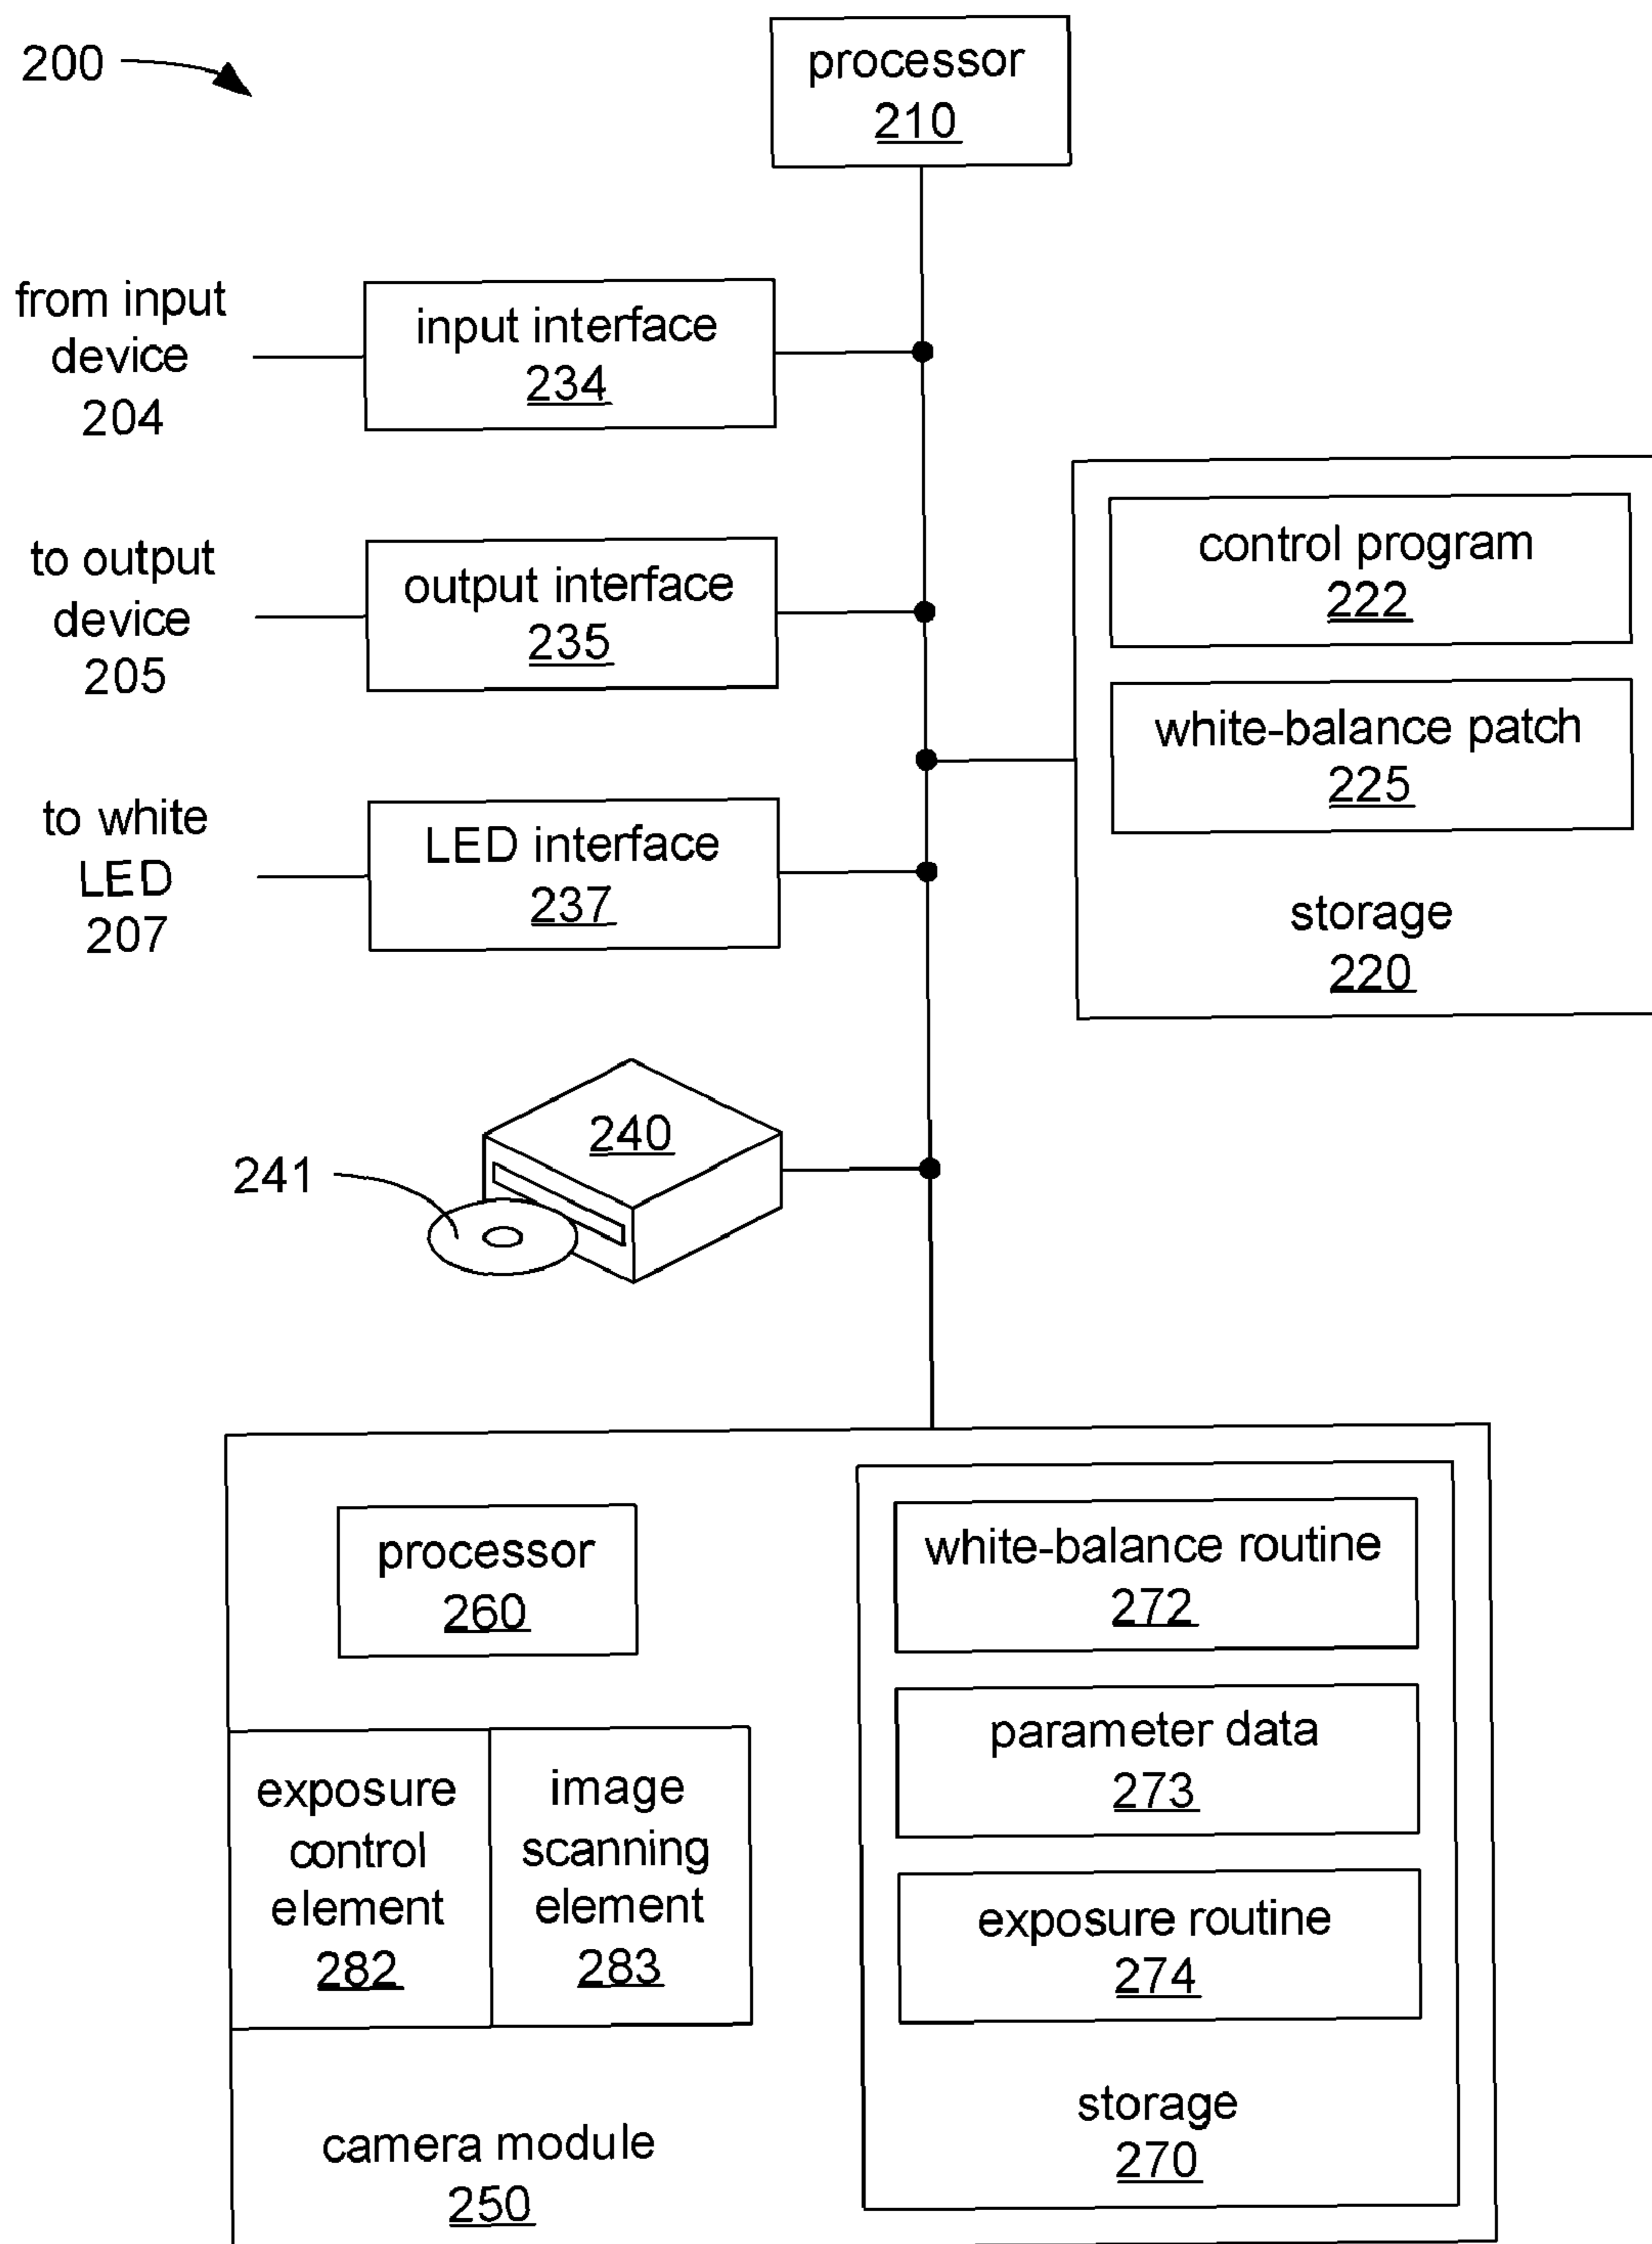 200
processor
210
from input
device
204
input interface
234
to output
device
205
output interface
235
control program
222
white-balance patch
225
storage
220
to white
LED
207
LED interface
237
240
241
processor
260
exposure
control
element
282
image
scanning
element
283
camera module
250
white-balance routine
272
parameter data
273
exposure routine
274
storage
270